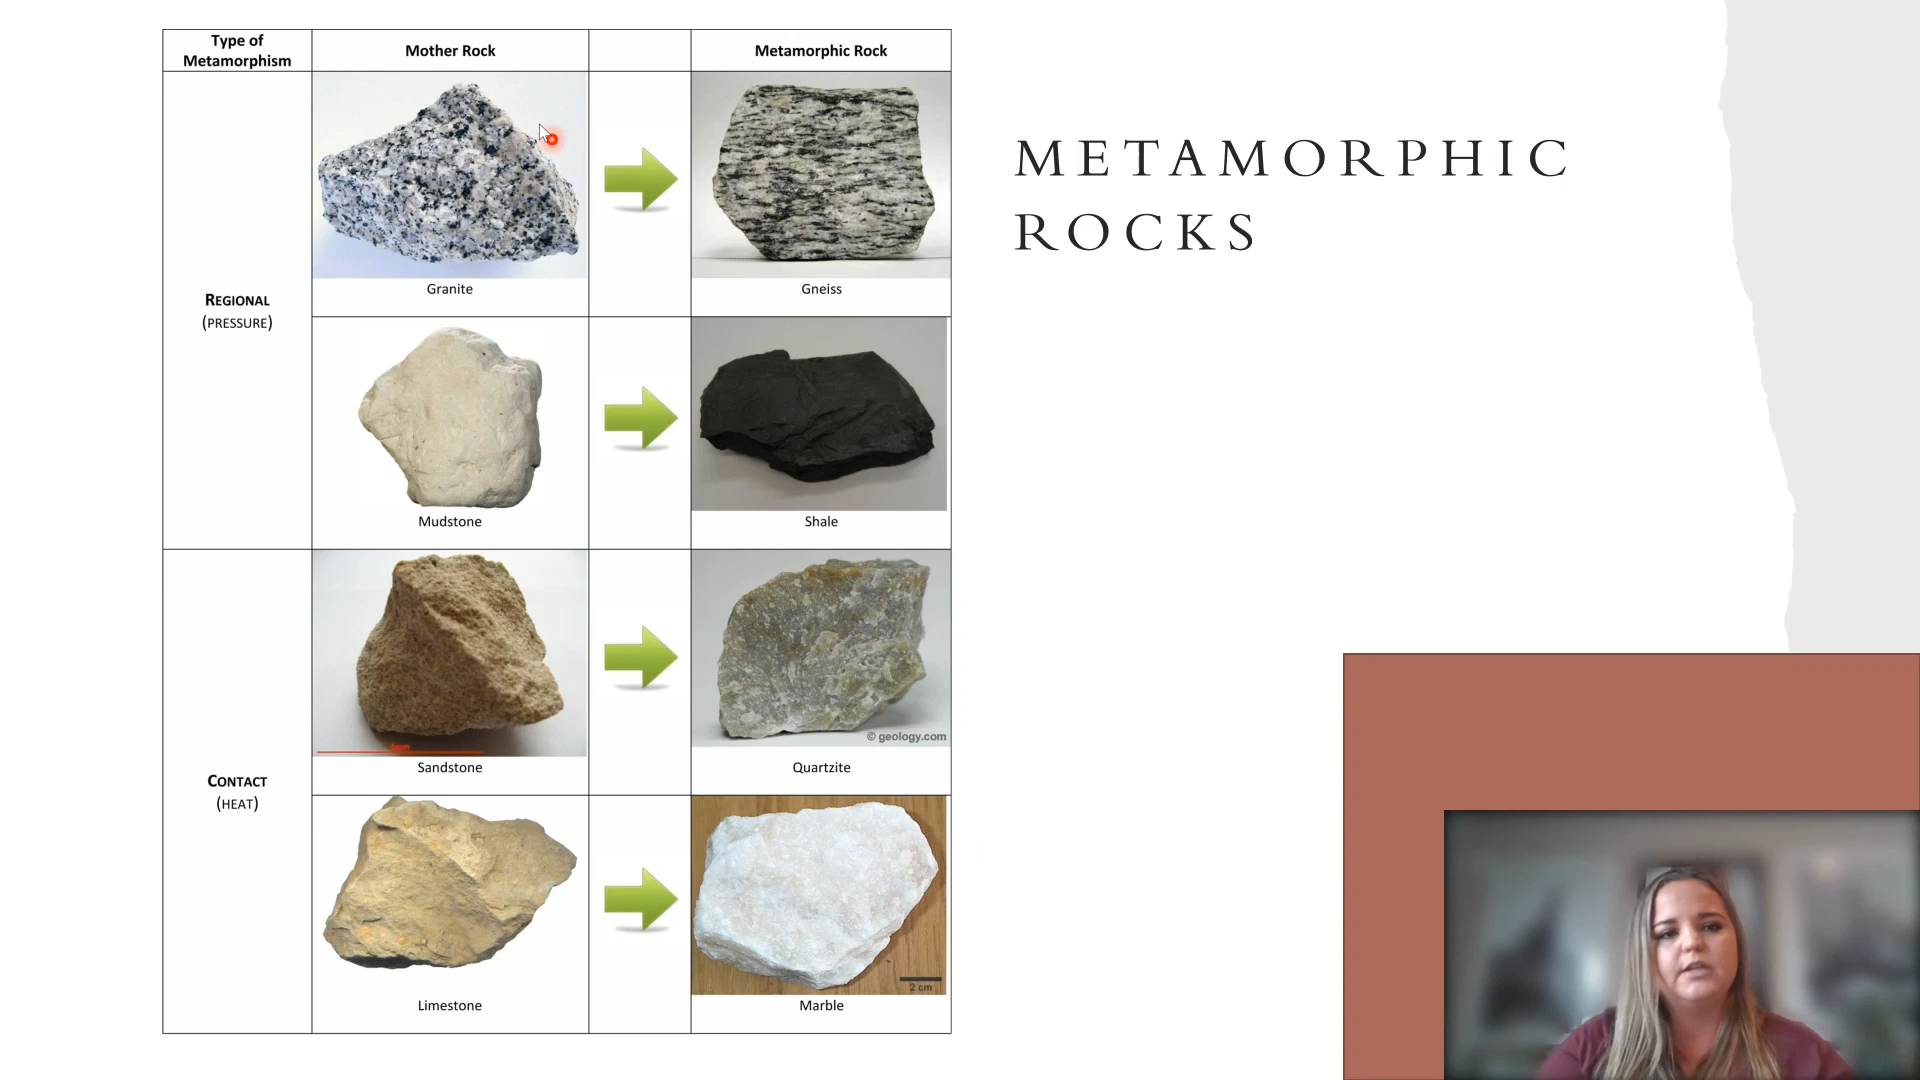 Type of
Metamorphism
Mother Rock
Metamorphic Rock
METAMORPHIC
ROCKS
REGIONAL
(PRESSURE)
Granite
Gneiss
Mudstone
Shale
CONTACT
(HEAT)
Sandstone
© geology.com
Quartzite
2 cm
Limestone
Marble